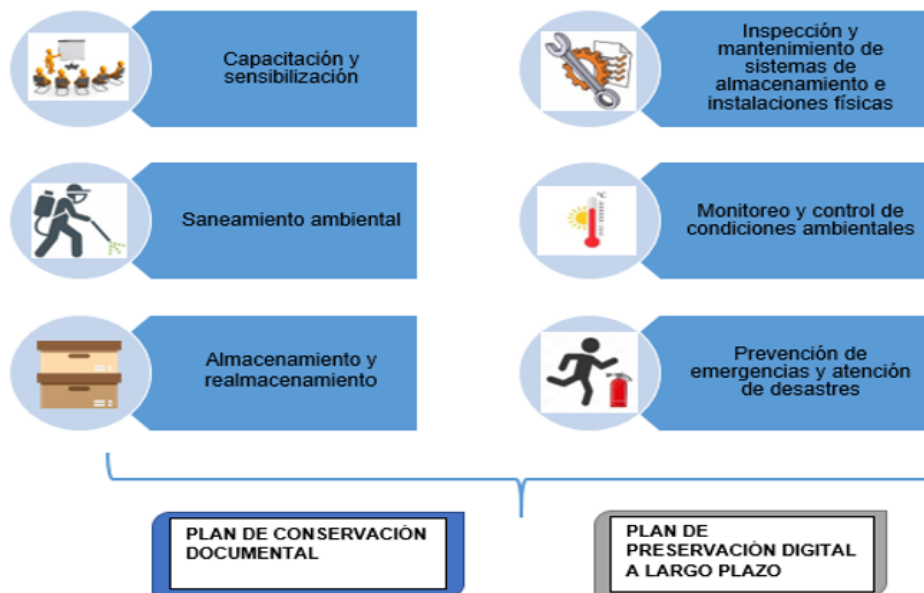 Capacitación y
sensibilización
Inspección y
mantenimiento de
sistemas de
almacenamiento e
instalaciones físicas
Saneamiento ambiental
Monitoreo y control de
condiciones ambientales
Almacenamiento y
realmacenamiento
Prevención de
emergencias y atención
de desastres
PLAN DE CONSERVACIÓN
DOCUMENTAL
PLAN DE
PRESERVACIÓN DIGITAL
A LARGO PLAZO